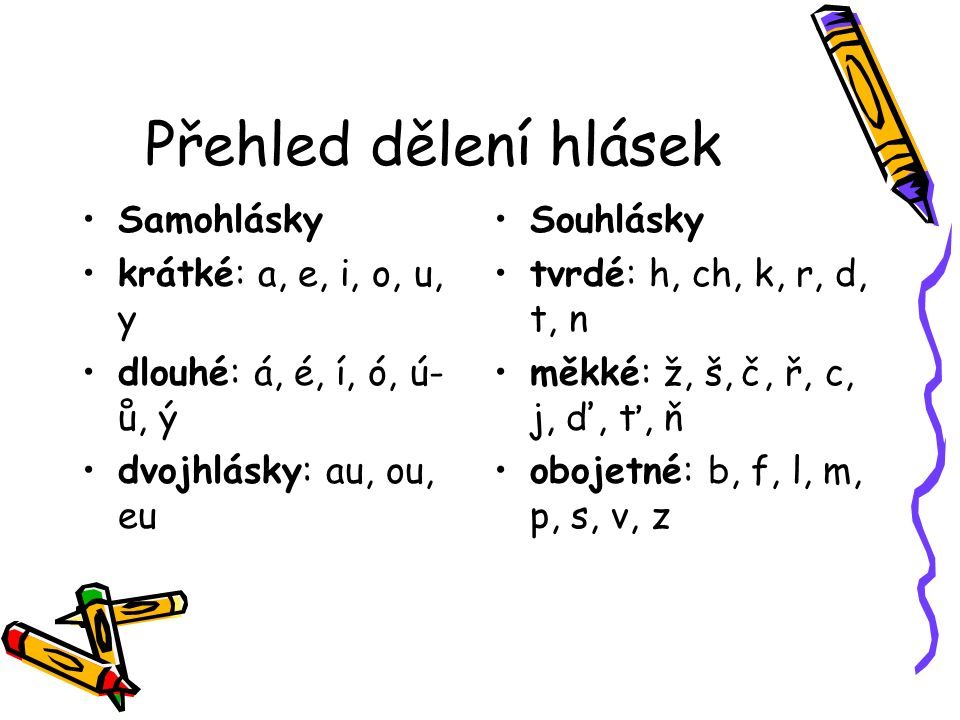 Přehled dělení hlásek
• Samohlásky
• krátké: a, e, i, o, u,
y
• dlouhé: á, é, í, ó, ú-
ů, ý
• dvojhlásky: au, ou,
eu
• Souhlásky
• tvrdé: h, ch, k, r, d,
t, n
• měkké: ž, š, č, ř, c,
j, ď, ť, ň
• obojetné: b, f, l, m,
p, s, v, z